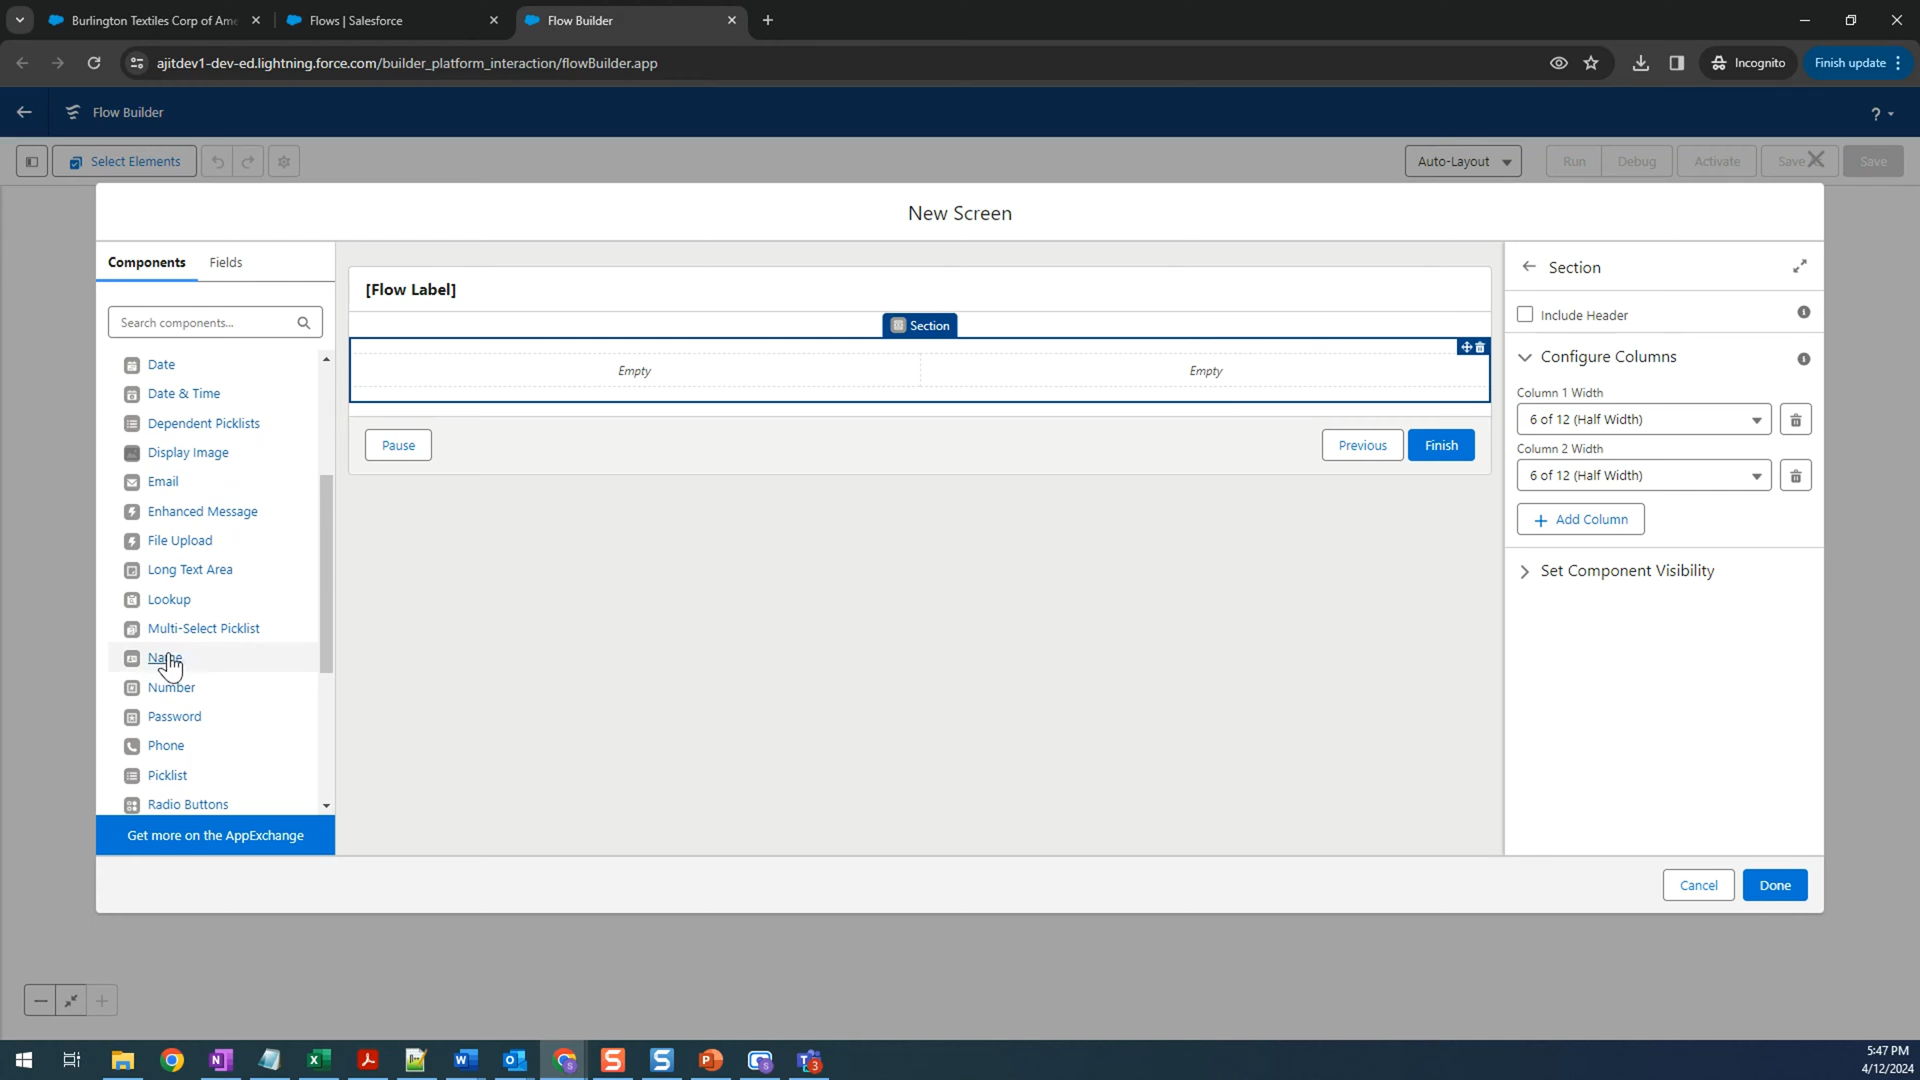 Burlington Textiles Corp of Am
Flows | Salesforce
Flow Builder
ajitdev1-dev-ed.lightning.force.com/builder_platform_interaction/flowBuilder.app
Incognito
Finish update
Flow Builder
?
Select Elements
Auto-Layout
Run
Debug
Activate
Save
Save
New Screen
Components
Fields
Search components...
Date
Date & Time
Dependent Picklists
Display Image
Email
Enhanced Message
File Upload
Long Text Area
Lookup
Multi-Select Picklist
Name
Number
Password
Phone
Picklist
Radio Buttons
Get more on the AppExchange
[Flow Label]
Section
Empty
Empty
Pause
Previous
Finish
Section
Include Header
Configure Columns
Column 1 Width
6 of 12 (Half Width)
Column 2 Width
6 of 12 (Half Width)
Add Column
Set Component Visibility
Cancel
Done
5:47 PM
4/12/2024